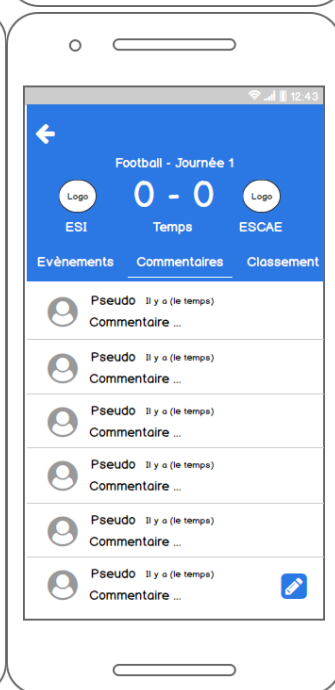 12:43
Football - Journée 1
Logo 0 - 0 Logo
ESI Temps ESCAE
Evènements Commentaires Classement
Pseudo Il y a (le temps)
Commentaire ...
Pseudo Il y a (le temps)
Commentaire ...
Pseudo Il y a (le temps)
Commentaire ...
Pseudo Il y a (le temps)
Commentaire ...
Pseudo Il y a (le temps)
Commentaire ...
Pseudo Il y a (le temps)
Commentaire ...